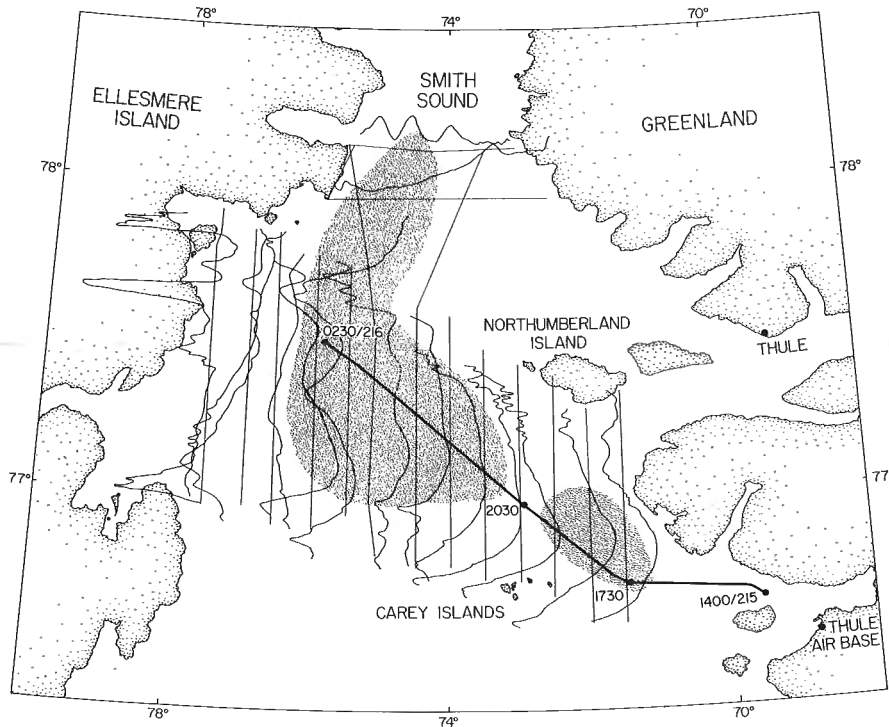 78°
74°
70°
ELLESMERE
ISLAND
SMITH
SOUND
GREENLAND
78°
78°
0230/216
NORTHUMBERLAND
ISLAND
THULE
77°
77°
2030
1730
1400/215
CAREY ISLANDS
THULE
AIR BASE
78°
74°
70°